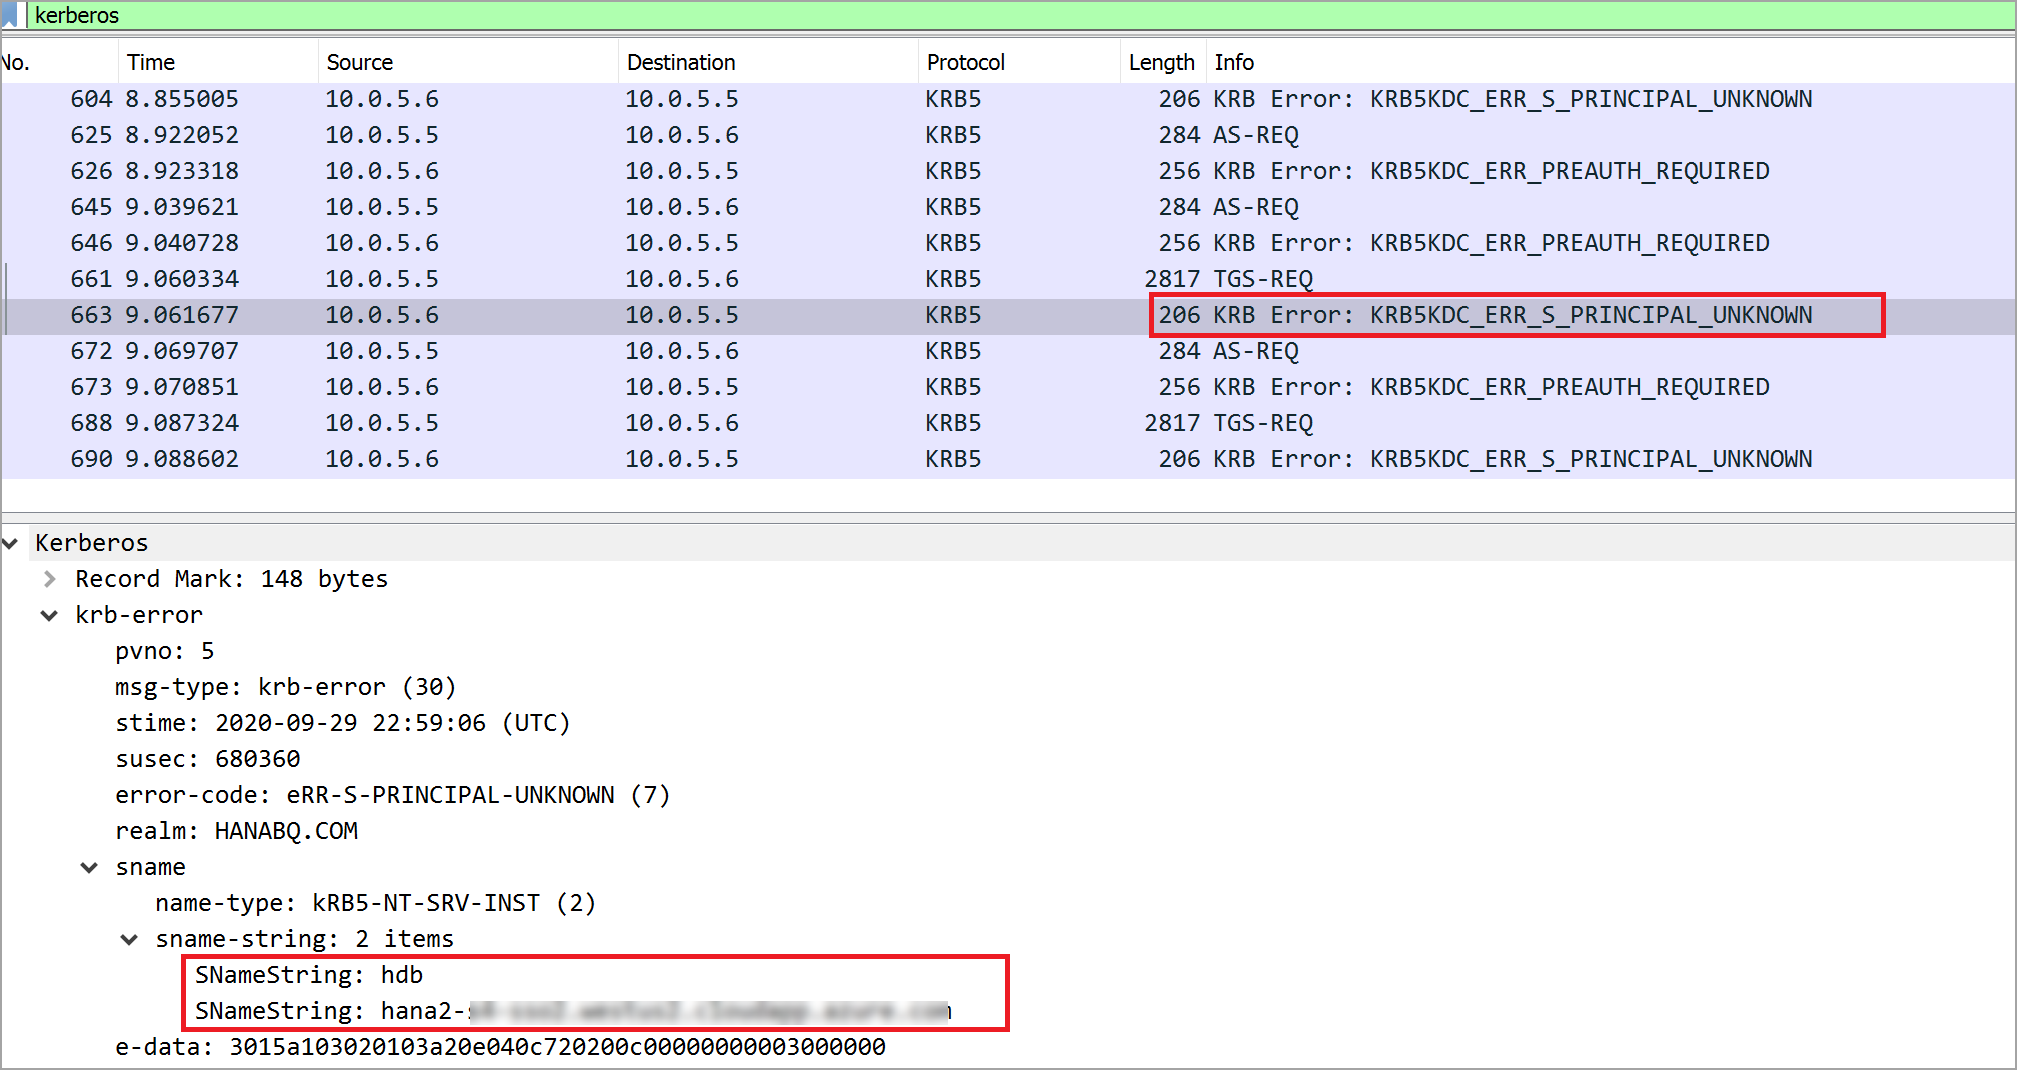 kerberos
No. Time Source Destination Protocol Length Info
604 8.855005 10.0.5.6 10.0.5.5 KRB5 206 KRB Error: KRB5KDC_ERR_S_PRINCIPAL_UNKNOWN
625 8.922052 10.0.5.5 10.0.5.6 KRB5 284 AS-REQ
626 8.923318 10.0.5.6 10.0.5.5 KRB5 256 KRB Error: KRB5KDC_ERR_PREAUTH_REQUIRED
645 9.039621 10.0.5.5 10.0.5.6 KRB5 284 AS-REQ
646 9.040728 10.0.5.6 10.0.5.5 KRB5 256 KRB Error: KRB5KDC_ERR_PREAUTH_REQUIRED
661 9.060334 10.0.5.5 10.0.5.6 KRB5 2817 TGS-REQ
663 9.061677 10.0.5.6 10.0.5.5 KRB5 206 KRB Error: KRB5KDC_ERR_S_PRINCIPAL_UNKNOWN
672 9.069707 10.0.5.5 10.0.5.6 KRB5 284 AS-REQ
673 9.070851 10.0.5.6 10.0.5.5 KRB5 256 KRB Error: KRB5KDC_ERR_PREAUTH_REQUIRED
688 9.087324 10.0.5.5 10.0.5.6 KRB5 2817 TGS-REQ
690 9.088602 10.0.5.6 10.0.5.5 KRB5 206 KRB Error: KRB5KDC_ERR_S_PRINCIPAL_UNKNOWN
Kerberos
Record Mark: 148 bytes
krb-error
pvno: 5
msg-type: krb-error (30)
stime: 2020-09-29 22:59:06 (UTC)
susec: 680360
error-code: eRR-S-PRINCIPAL-UNKNOWN (7)
realm: HANABQ.COM
sname
name-type: kRB5-NT-SRV-INST (2)
sname-string: 2 items
SNameString: hdb
SNameString: hana2-
e-data: 3015a103020103a20e040c720200c00000000003000000